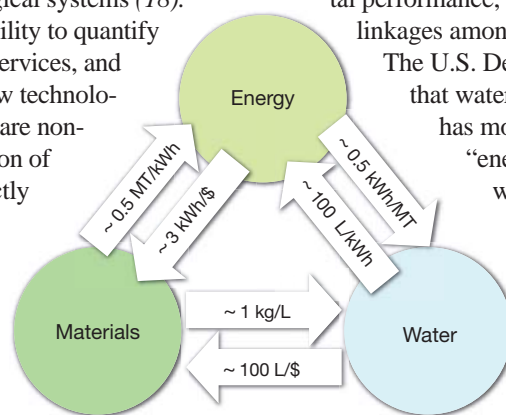 gical systems (18).
ility to quantify
ervices, and
w technolo-
are non-
on of
ctly
tal performance,
linkages among
The U.S. De
that water
has mo
“ene
w
Energy
~ 0.5 MT/kWh
~ 3 kWh/$
~ 0.5 kWh/MT
~ 100 L/kWh
Materials
~ 1 kg/L
~ 100 L/$
Water